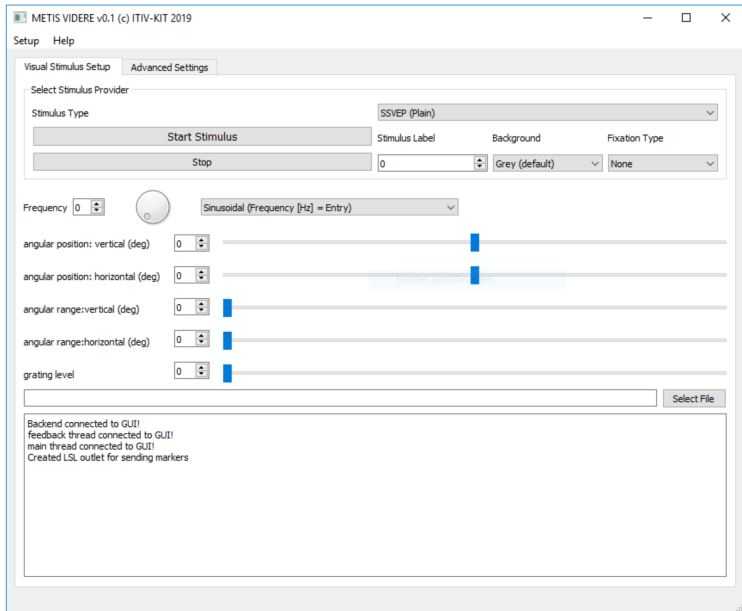 METIS VIDERE v0.1 (c) ITIV-KIT 2019
Setup Help
Visual Stimulus Setup Advanced Settings
Select Stimulus Provider
Stimulus Type SSVEP (Plain)
Start Stimulus Stimulus Label Background Fixation Type
Stop 0 Grey (default) None
Frequency 0 Sinusoidal (Frequency [Hz] = Entry)
angular position: vertical (deg) 0
angular position: horizontal (deg) 0
Fenster
angular range:vertical (deg) 0
angular range:horizontal (deg) 0
grating level 0
Select File
Backend connected to GUI!
feedback thread connected to GUI!
main thread connected to GUI!
Created LSL outlet for sending markers